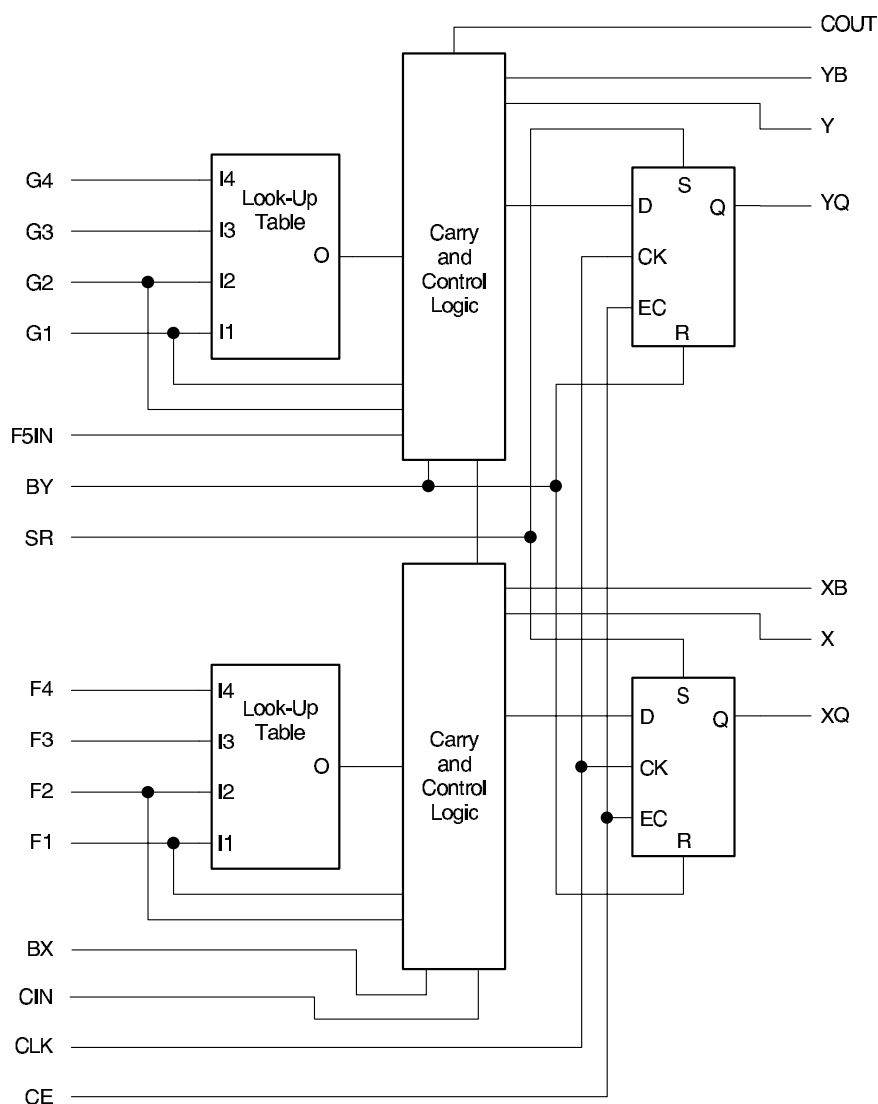 COUT
YB
Y
G4
I4
Look-Up
Table
S
D
Q
YQ
G3
I3
O
Carry
and
Control
Logic
CK
G2
I2
EC
G1
I1
R
F5IN
BY
SR
XB
X
F4
I4
Look-Up
Table
S
D
Q
XQ
F3
I3
O
Carry
and
Control
Logic
CK
F2
I2
EC
F1
I1
R
BX
CIN
CLK
CE